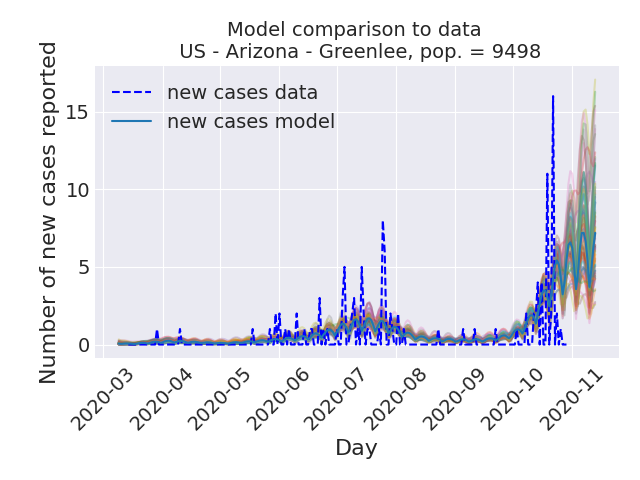 Model comparison to data
US - Arizona - Greenlee, pop. = 9498
Number of new cases reported
new cases data
new cases model
15
10
5
0
2020-03
2020-04
2020-05
2020-06
2020-07
2020-08
2020-09
2020-10
2020-11
Day